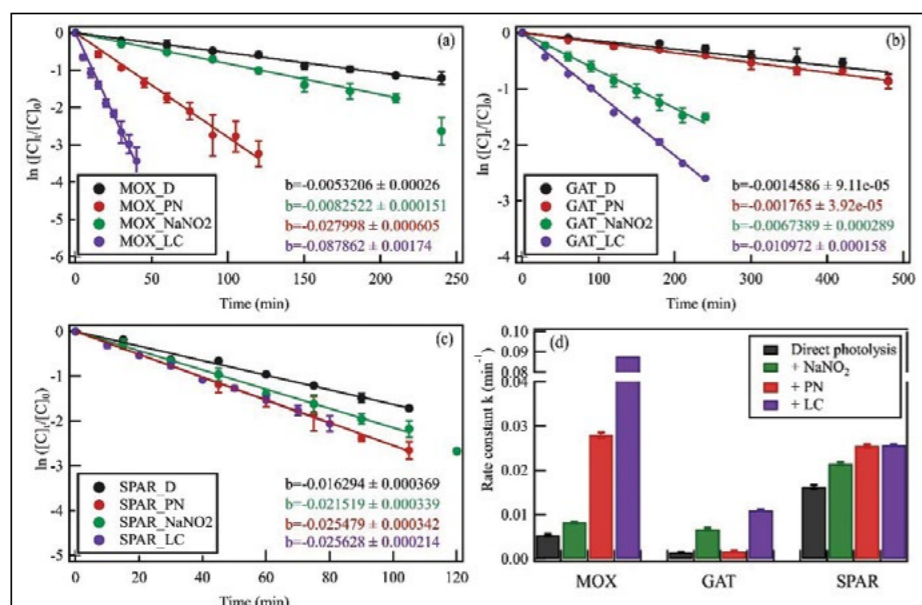 (a)
0
-1
-2
-3
-4
-5
-6
ln ([C]t/[C]0)
MOX_D
MOX_PN
MOX_NaNO2
MOX_LC
b=-0.0053206 ± 0.00026
b=-0.0082522 ± 0.000151
b=-0.027998 ± 0.000605
b=-0.087862 ± 0.00174
0 50 100 150 200 250
Time (min)
(b)
0
-1
-2
-3
-4
ln ([C]t/[C]0)
GAT_D
GAT_PN
GAT_NaNO2
GAT_LC
b=-0.0014586 ± 9.11e-05
b=-0.001765 ± 3.92e-05
b=-0.0067389 ± 0.000289
b=-0.010972 ± 0.000158
0 100 200 300 400 500
Time (min)
(c)
0
-1
-2
-3
-4
-5
ln ([C]t/[C]0)
SPAR_D
SPAR_PN
SPAR_NaNO2
SPAR_LC
b=-0.016294 ± 0.000369
b=-0.021519 ± 0.000339
b=-0.025479 ± 0.000342
b=-0.025628 ± 0.000214
0 20 40 60 80 100 120
Time (min)
(d)
0.10
0.09
0.04
0.03
0.02
0.01
0.00
Rate constant k (min⁻¹)
Direct photolysis
+ NaNO₂
+ PN
+ LC
MOX GAT SPAR